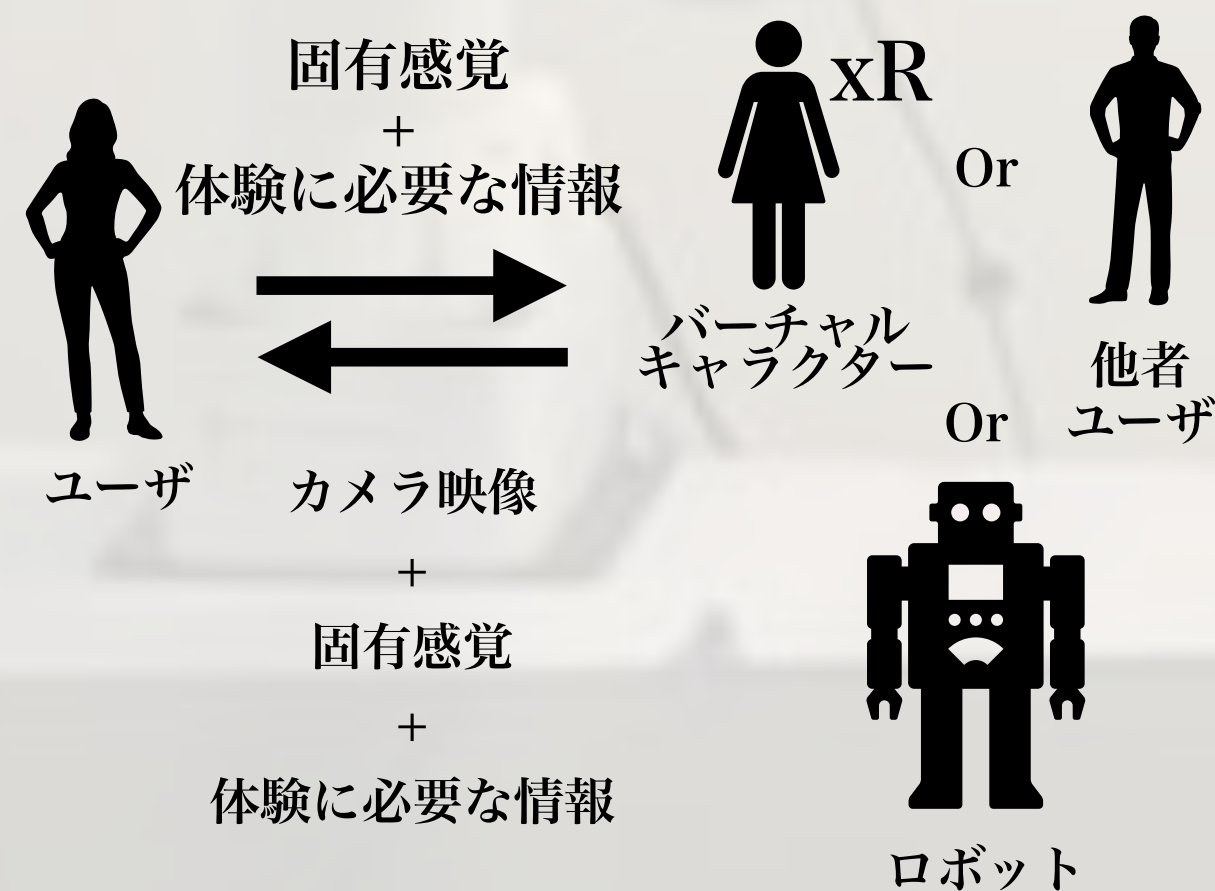 固有感覚
+
体験に必要な情報
ユーザ
カメラ映像
+
固有感覚
+
体験に必要な情報
xR
Or
バーチャル
キャラクター
他者
ユーザ
Or
ロボット